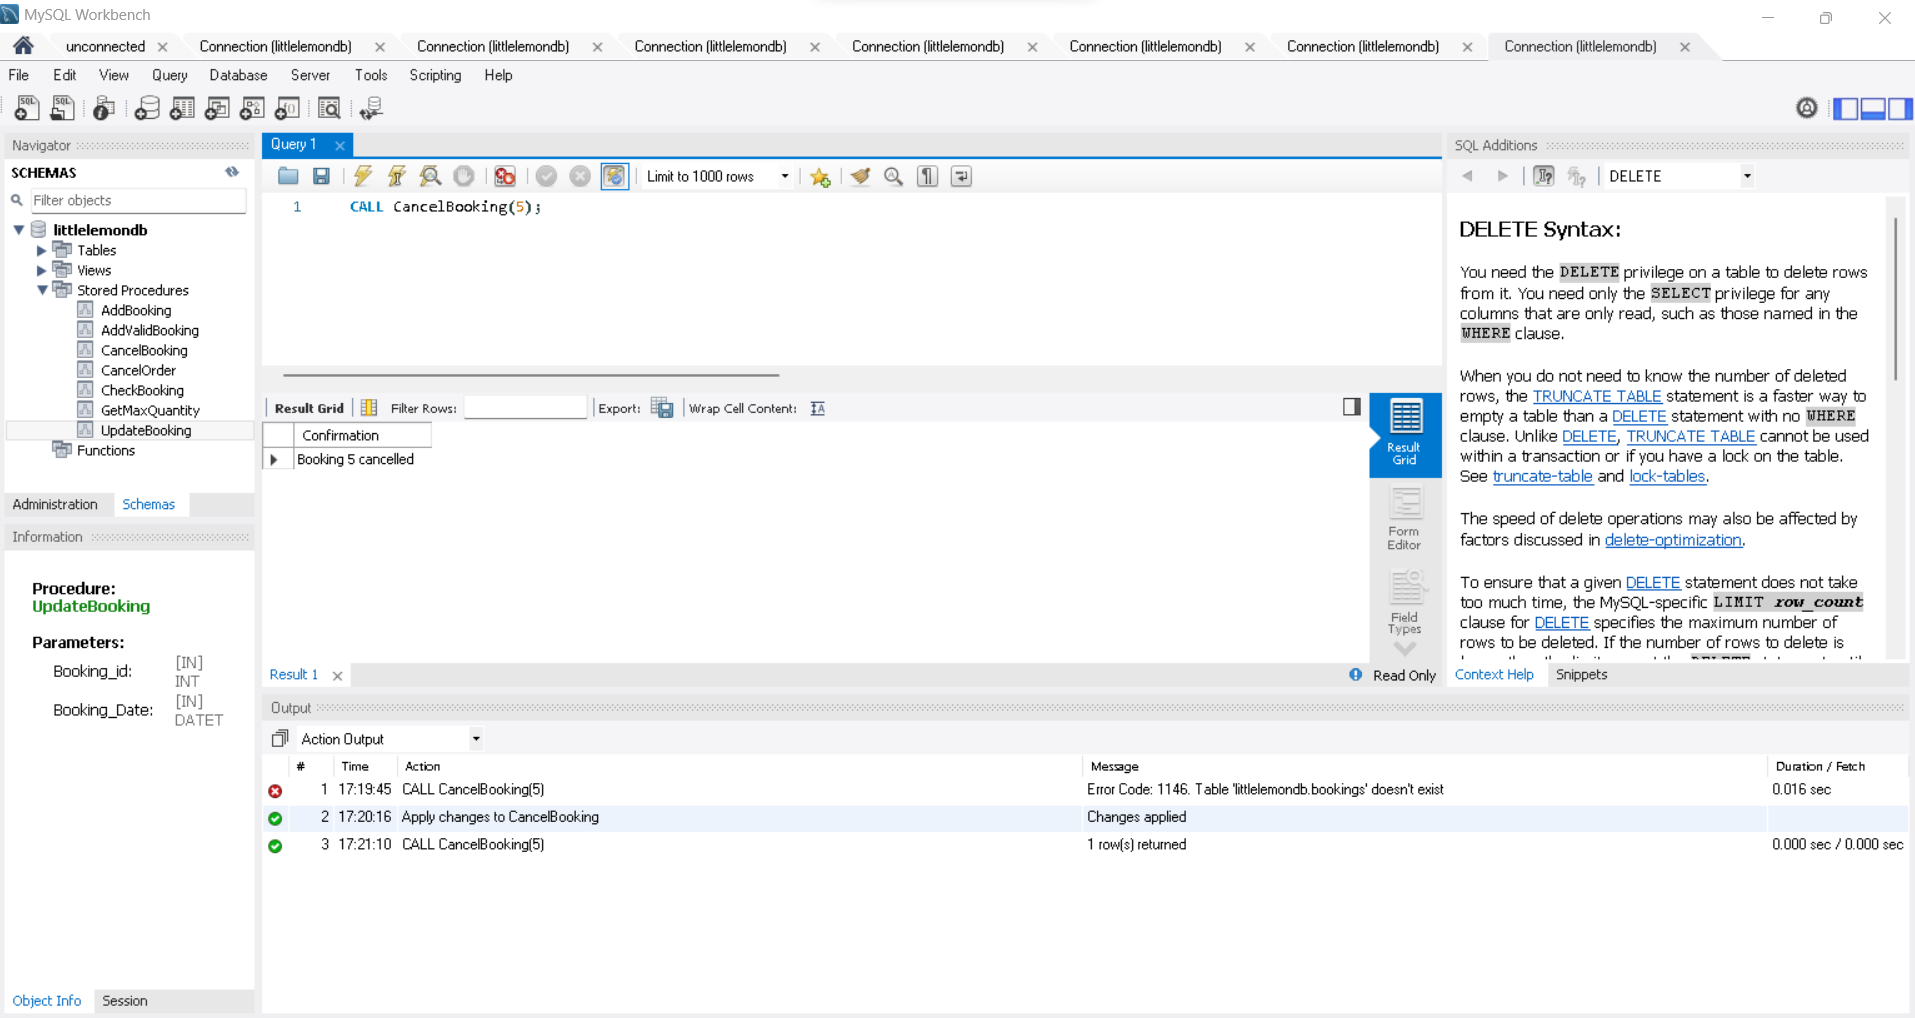 MySQL Workbench
unconnected Connection (littlelemondb) Connection (littlelemondb) Connection (littlelemondb) Connection (littlelemondb) Connection (littlelemondb) Connection (littlelemondb) Connection (littlelemondb)
File Edit View Query Database Server Tools Scripting Help
Navigator
SCHEMAS
Filter objects
littlelemondb
Tables
Views
Stored Procedures
AddBooking
AddValidBooking
CancelBooking
CancelOrder
CheckBooking
GetMaxQuantity
UpdateBooking
Functions
Administration Schemas
Information
Procedure:
UpdateBooking
Parameters:
Booking_id: [IN]
INT
Booking_Date: [IN]
DATET
Object Info Session
Query 1
Limit to 1000 rows
1 CALL CancelBooking(5);
Result Grid Filter Rows: Export: Wrap Cell Content:
Confirmation
Booking 5 cancelled
Result
Grid
Form
Editor
Field
Types
Result 1 Read Only
SQL Additions
DELETE
DELETE Syntax:
You need the DELETE privilege on a table to delete rows
from it. You need only the SELECT privilege for any
columns that are only read, such as those named in the
WHERE clause.
When you do not need to know the number of deleted
rows, the TRUNCATE TABLE statement is a faster way to
empty a table than a DELETE statement with no WHERE
clause. Unlike DELETE, TRUNCATE TABLE cannot be used
within a transaction or if you have a lock on the table.
See truncate-table and lock-tables.
The speed of delete operations may also be affected by
factors discussed in delete-optimization.
To ensure that a given DELETE statement does not take
too much time, the MySQL-specific LIMIT row_count
clause for DELETE specifies the maximum number of
rows to be deleted. If the number of rows to delete is
Context Help Snippets
Output
Action Output
# Time Action Message Duration / Fetch
1 17:19:45 CALL CancelBooking(5) Error Code: 1146. Table 'littlelemondb.bookings' doesn't exist 0.016 sec
2 17:20:16 Apply changes to CancelBooking Changes applied
3 17:21:10 CALL CancelBooking(5) 1 row(s) returned 0.000 sec / 0.000 sec